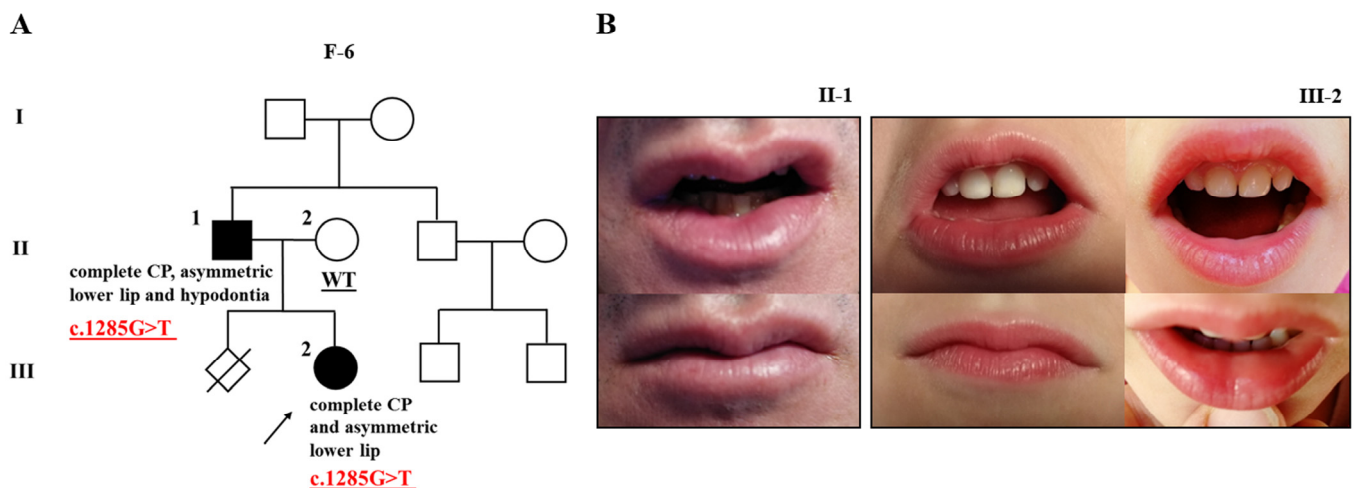 A
F-6
I
1
2
II
complete CP, asymmetric
lower lip and hypodontia
c.1285G>T
WT
2
III
complete CP
and asymmetric
lower lip
c.1285G>T
B
II-1
III-2